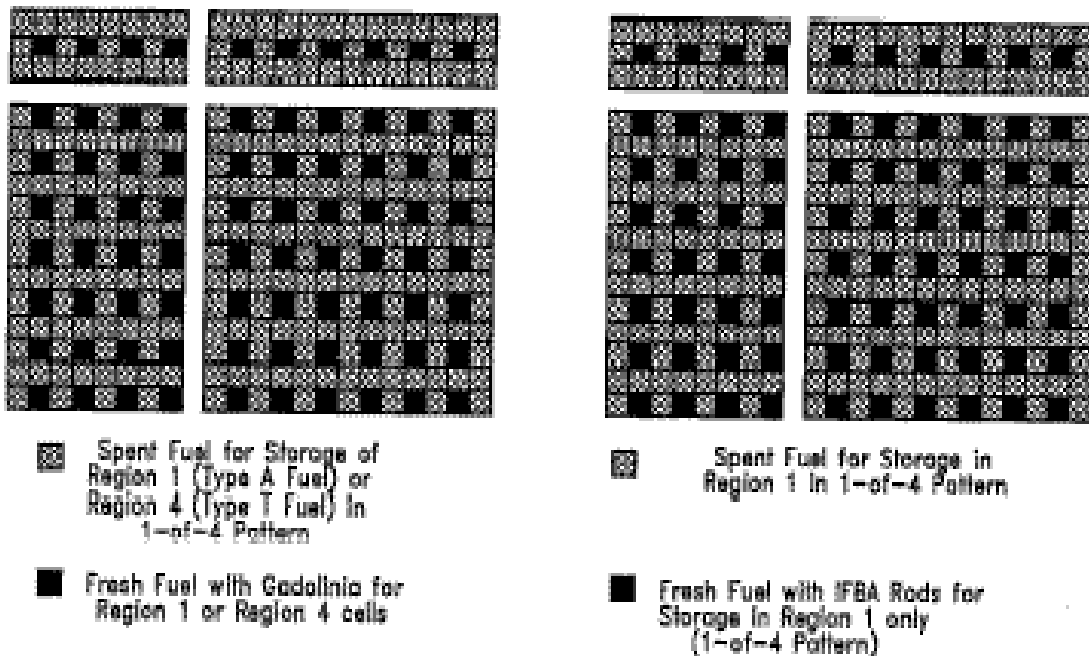 Spent Fuel for Storage of
Region 1 (Type A Fuel) or
Region 4 (Type T Fuel) in
1-of-4 Pattern
Fresh Fuel with Gadolinia for
Region 1 or Region 4 cells
Spent Fuel for Storage in
Region 1 in 1-of-4 Pattern
Fresh Fuel with IFBA Rods for
Storage in Region 1 only
(1-of-4 Pattern)